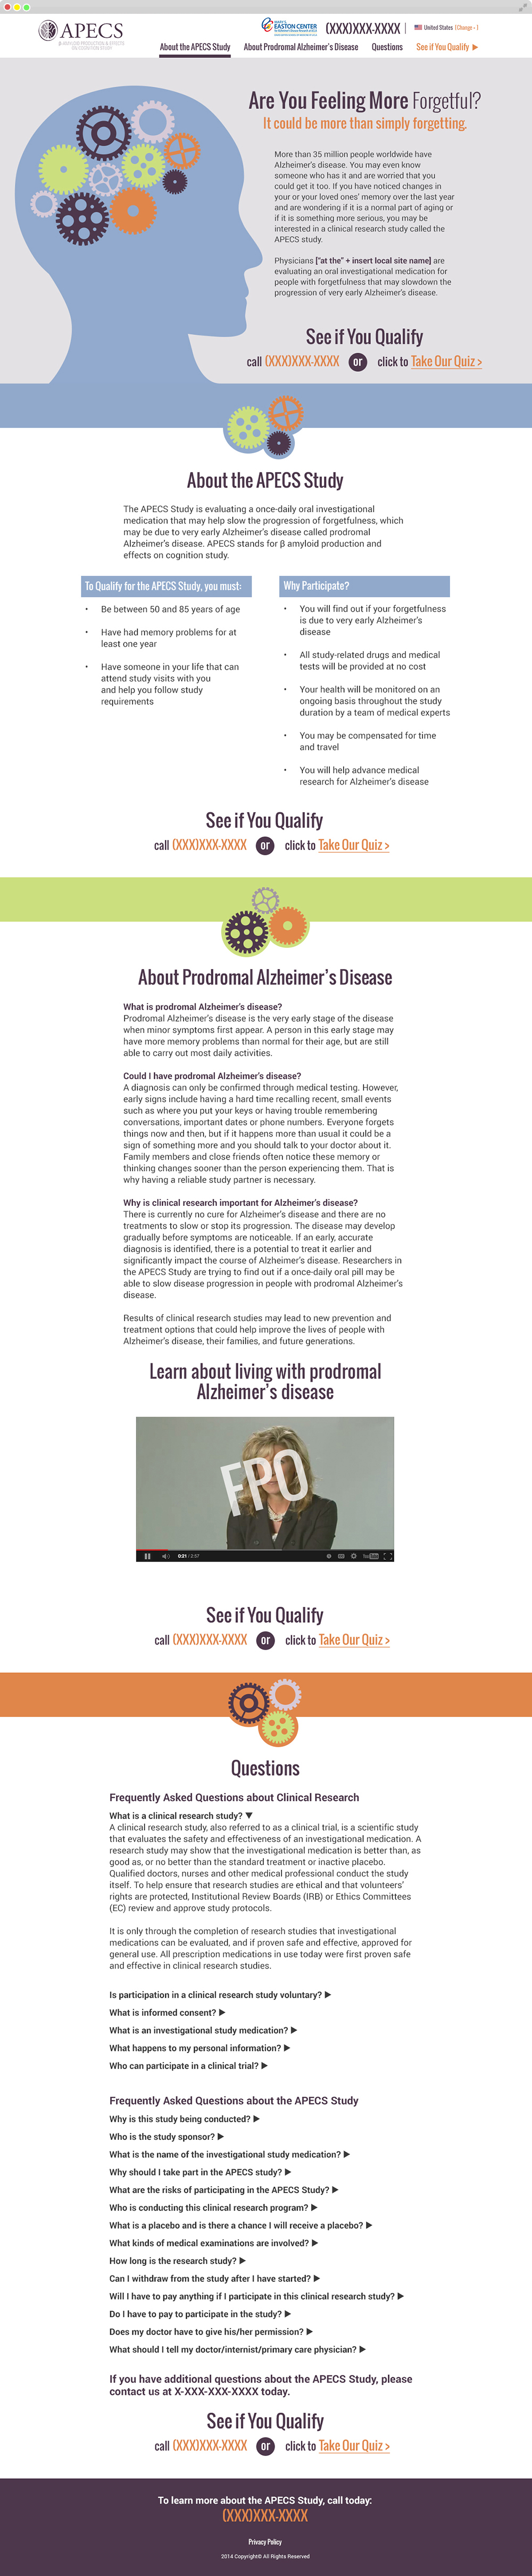 APECS
β AMYLOID PRODUCTION & EFFECTS
ON COGNITION STUDY
MARY S.
EASTON CENTER
(XXX)XXX-XXXX
United States (Change › )
About the APECS Study
About Prodromal Alzheimer's Disease
Questions
See if You Qualify ▶
Are You Feeling More Forgetful?
It could be more than simply forgetting.
More than 35 million people worldwide have
Alzheimer's disease. You may even know
someone who has it and are worried that you
could get it too. If you have noticed changes in
your or your loved ones' memory over the last year
and are wondering if it is a normal part of aging or
if it is something more serious, you may be
interested in a clinical research study called the
APECS study.
Physicians ["at the" + insert local site name] are
evaluating an oral investigational medication for
people with forgetfulness that may slowdown the
progression of very early Alzheimer's disease.
See if You Qualify
call (XXX)XXX-XXXX or click to Take Our Quiz >
About the APECS Study
The APECS Study is evaluating a once-daily oral investigational
medication that may help slow the progression of forgetfulness, which
may be due to very early Alzheimer's disease called prodromal
Alzheimer's disease. APECS stands for β amyloid production and
effects on cognition study.
To Qualify for the APECS Study, you must:
• Be between 50 and 85 years of age
• Have had memory problems for at
least one year
• Have someone in your life that can
attend study visits with you
and help you follow study
requirements
Why Participate?
• You will find out if your forgetfulness
is due to very early Alzheimer's
disease
• All study-related drugs and medical
tests will be provided at no cost
• Your health will be monitored on an
ongoing basis throughout the study
duration by a team of medical experts
• You may be compensated for time
and travel
• You will help advance medical
research for Alzheimer's disease
See if You Qualify
call (XXX)XXX-XXXX or click to Take Our Quiz >
About Prodromal Alzheimer's Disease
What is prodromal Alzheimer's disease?
Prodromal Alzheimer's disease is the very early stage of the disease
when minor symptoms first appear. A person in this early stage may
have more memory problems than normal for their age, but are still
able to carry out most daily activities.
Could I have prodromal Alzheimer's disease?
A diagnosis can only be confirmed through medical testing. However,
early signs include having a hard time recalling recent, small events
such as where you put your keys or having trouble remembering
conversations, important dates or phone numbers. Everyone forgets
things now and then, but if it happens more than usual it could be a
sign of something more and you should talk to your doctor about it.
Family members and close friends often notice these memory or
thinking changes sooner than the person experiencing them. That is
why having a reliable study partner is necessary.
Why is clinical research important for Alzheimer's disease?
There is currently no cure for Alzheimer's disease and there are no
treatments to slow or stop its progression. The disease may develop
gradually before symptoms are noticeable. If an early, accurate
diagnosis is identified, there is a potential to treat it earlier and
significantly impact the course of Alzheimer's disease. Researchers in
the APECS Study are trying to find out if a once-daily oral pill may be
able to slow disease progression in people with prodromal Alzheimer's
disease.
Results of clinical research studies may lead to new prevention and
treatment options that could help improve the lives of people with
Alzheimer's disease, their families, and future generations.
Learn about living with prodromal
Alzheimer's disease
FPO
0:21 / 2:57
See if You Qualify
call (XXX)XXX-XXXX or click to Take Our Quiz >
Questions
Frequently Asked Questions about Clinical Research
What is a clinical research study? ▼
A clinical research study, also referred to as a clinical trial, is a scientific study
that evaluates the safety and effectiveness of an investigational medication. A
research study may show that the investigational medication is better than, as
good as, or no better than the standard treatment or inactive placebo.
Qualified doctors, nurses and other medical professional conduct the study
itself. To help ensure that research studies are ethical and that volunteers'
rights are protected, Institutional Review Boards (IRB) or Ethics Committees
(EC) review and approve study protocols.
It is only through the completion of research studies that investigational
medications can be evaluated, and if proven safe and effective, approved for
general use. All prescription medications in use today were first proven safe
and effective in clinical research studies.
Is participation in a clinical research study voluntary? ▶
What is informed consent? ▶
What is an investigational study medication? ▶
What happens to my personal information? ▶
Who can participate in a clinical trial? ▶
Frequently Asked Questions about the APECS Study
Why is this study being conducted? ▶
Who is the study sponsor? ▶
What is the name of the investigational study medication? ▶
Why should I take part in the APECS study? ▶
What are the risks of participating in the APECS Study? ▶
Who is conducting this clinical research program? ▶
What is a placebo and is there a chance I will receive a placebo? ▶
What kinds of medical examinations are involved? ▶
How long is the research study? ▶
Can I withdraw from the study after I have started? ▶
Will I have to pay anything if I participate in this clinical research study? ▶
Do I have to pay to participate in the study? ▶
Does my doctor have to give his/her permission? ▶
What should I tell my doctor/internist/primary care physician? ▶
If you have additional questions about the APECS Study, please
contact us at X-XXX-XXX-XXXX today.
See if You Qualify
call (XXX)XXX-XXXX or click to Take Our Quiz >
To learn more about the APECS Study, call today:
(XXX)XXX-XXXX
Privacy Policy
2014 Copyright© All Rights Reserved